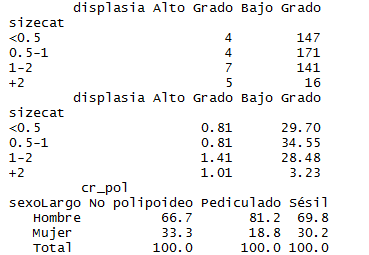 displasia Alto Grado Bajo Grado
sizecat
<0.5 4 147
0.5-1 4 171
1-2 7 141
+2 5 16
displasia Alto Grado Bajo Grado
sizecat
<0.5 0.81 29.70
0.5-1 0.81 34.55
1-2 1.41 28.48
+2 1.01 3.23
cr_pol
sexoLargo No polipoideo Pediculado Sésil
Hombre 66.7 81.2 69.8
Mujer 33.3 18.8 30.2
Total 100.0 100.0 100.0